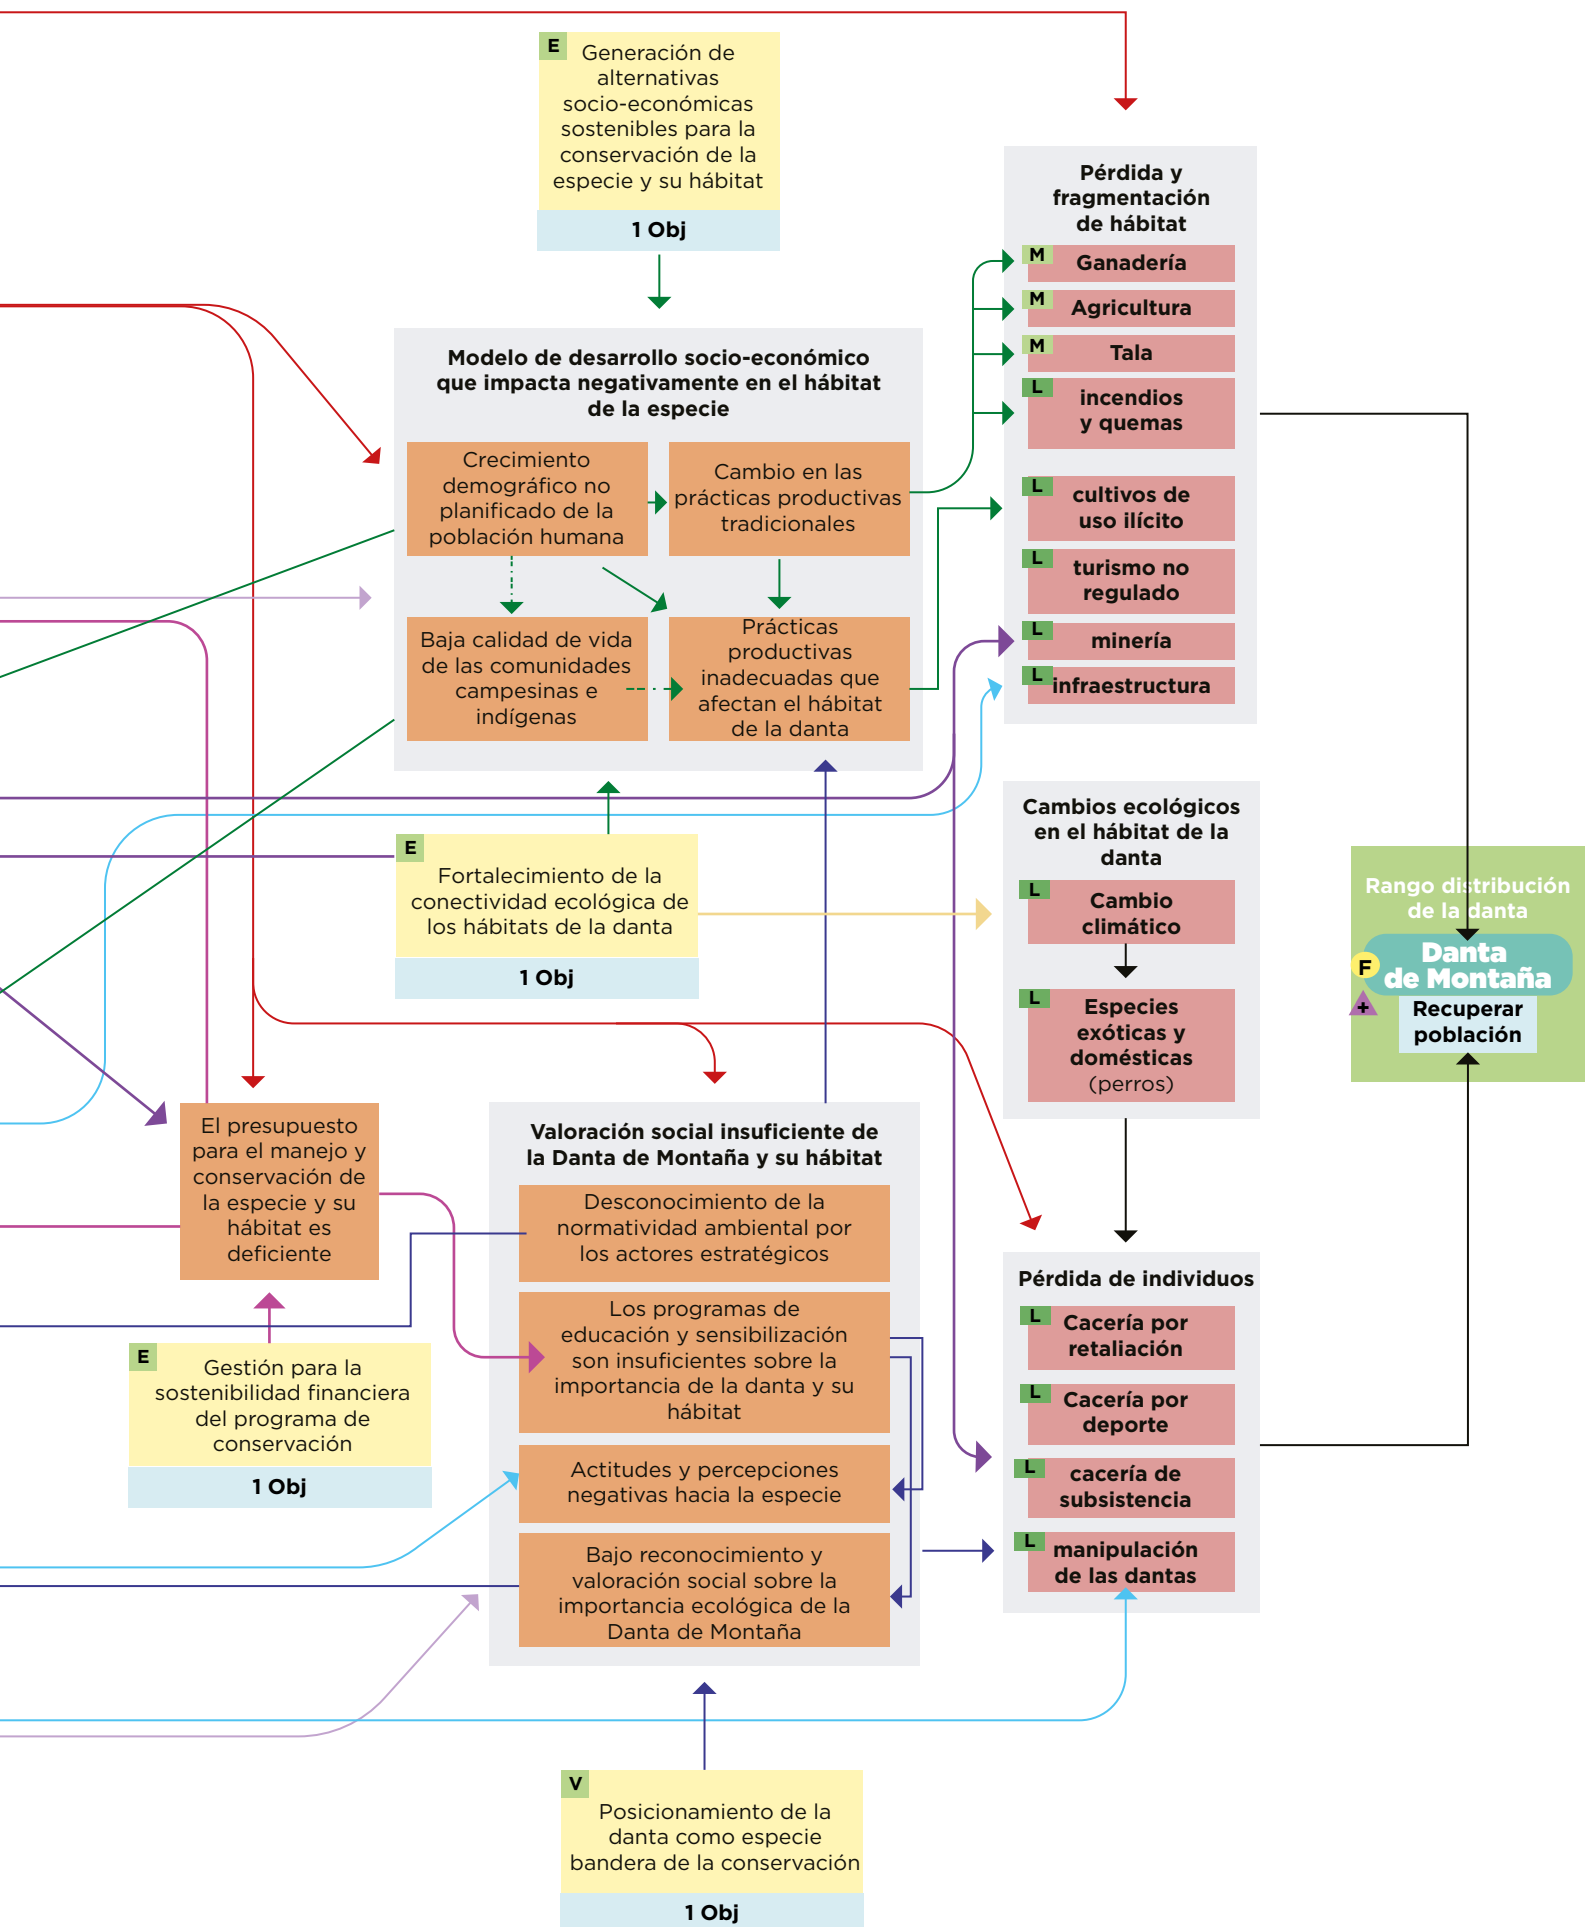 E
Generación de
alternativas
socio-económicas
sostenibles para la
conservación de la
especie y su hábitat
1 Obj
Pérdida y
fragmentación
de hábitat
M
Ganadería
M
Agricultura
M
Tala
L
incendios
y quemas
L
cultivos de
uso ilícito
L
turismo no
regulado
L
minería
L
infraestructura
Modelo de desarrollo socio-económico
que impacta negativamente en el hábitat
de la especie
Crecimiento
demográfico no
planificado de la
población humana
Cambio en las
prácticas productivas
tradicionales
Baja calidad de vida
de las comunidades
campesinas e
indígenas
Prácticas
productivas
inadecuadas que
afectan el hábitat
de la danta
E
Fortalecimiento de la
conectividad ecológica de
los hábitats de la danta
1 Obj
Cambios ecológicos
en el hábitat de la
danta
L
Cambio
climático
L
Especies
exóticas y
domésticas
(perros)
Rango distribución
de la danta
Danta
de Montaña
F
+
Recuperar
población
El presupuesto
para el manejo y
conservación de
la especie y su
hábitat es
deficiente
E
Gestión para la
sostenibilidad financiera
del programa de
conservación
1 Obj
Valoración social insuficiente de
la Danta de Montaña y su hábitat
Desconocimiento de la
normatividad ambiental por
los actores estratégicos
Los programas de
educación y sensibilización
son insuficientes sobre la
importancia de la danta y su
hábitat
Actitudes y percepciones
negativas hacia la especie
Bajo reconocimiento y
valoración social sobre la
importancia ecológica de la
Danta de Montaña
Pérdida de individuos
L
Cacería por
retaliación
L
Cacería por
deporte
L
cacería de
subsistencia
L
manipulación
de las dantas
V
Posicionamiento de la
danta como especie
bandera de la conservación
1 Obj